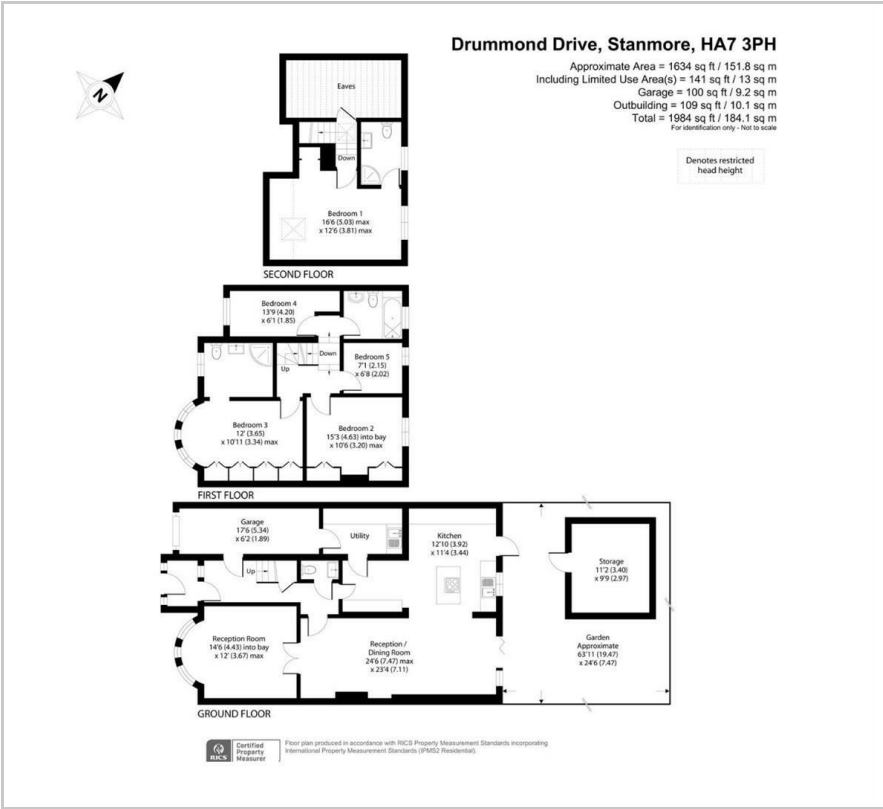 Drummond Drive, Stanmore, HA7 3PH
Approximate Area = 1634 sq ft / 151.8 sq m
Including Limited Use Area(s) = 141 sq ft / 13 sq m
Garage = 100 sq ft / 9.2 sq m
Outbuilding = 109 sq ft / 10.1 sq m
Total = 1984 sq ft / 184.1 sq m
For identification only - Not to scale
N
Denotes restricted
head height
Eaves
Down
Bedroom 1
16'6 (5.03) max
x 12'6 (3.81) max
SECOND FLOOR
Bedroom 4
13'9 (4.20)
x 6'1 (1.85)
Down
Up
Bedroom 5
7'1 (2.15)
x 6'8 (2.02)
Bedroom 3
12' (3.65)
x 10'11 (3.34) max
Bedroom 2
15'3 (4.63) into bay
x 10'6 (3.20) max
FIRST FLOOR
Garage
17'6 (5.34)
x 6'2 (1.89)
Utility
Kitchen
12'10 (3.92)
x 11'4 (3.44)
Storage
11'2 (3.40)
x 9'9 (2.97)
Up
Reception Room
14'6 (4.43) into bay
x 12' (3.67) max
Reception /
Dining Room
24'6 (7.47) max
x 23'4 (7.11)
Garden
Approximate
63'11 (19.47)
x 24'6 (7.47)
GROUND FLOOR
RICS
Certified
Property
Measurer
Floor plan produced in accordance with RICS Property Measurement Standards incorporating
International Property Measurement Standards (IPMS2 Residential).